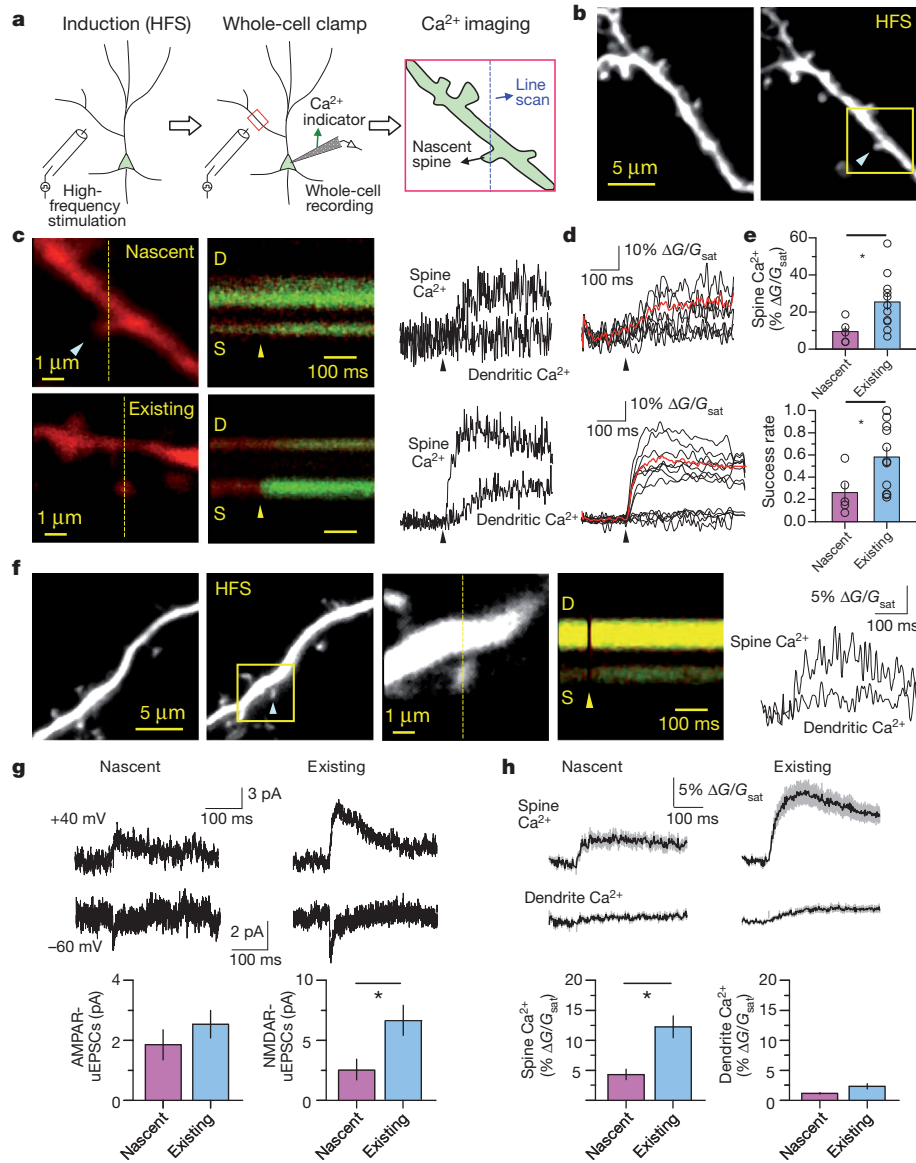 a
Induction (HFS)
Whole-cell clamp
Ca²⁺ imaging
High-
frequency
stimulation
Ca²⁺
indicator
Whole-cell
recording
Line
scan
Nascent
spine
b
HFS
5 μm
c
Nascent
1 μm
D
S
100 ms
Spine
Ca²⁺
Dendritic Ca²⁺
Existing
1 μm
D
S
Spine
Ca²⁺
Dendritic Ca²⁺
d
10% ΔG/Gsat
100 ms
10% ΔG/Gsat
100 ms
e
Spine Ca²⁺
(% ΔG/Gsat)
60
40
20
0
*
Nascent
Existing
Success rate
1.0
0.8
0.6
0.4
0.2
0.0
*
Nascent
Existing
f
HFS
5 μm
1 μm
D
S
100 ms
5% ΔG/Gsat
100 ms
Spine Ca²⁺
Dendritic Ca²⁺
g
Nascent
Existing
3 pA
100 ms
+40 mV
–60 mV
2 pA
100 ms
AMPAR-
uEPSCs (pA)
4
2
0
Nascent
Existing
NMDAR-
uEPSCs (pA)
10
5
0
*
Nascent
Existing
h
Nascent
Existing
5% ΔG/Gsat
100 ms
Spine
Ca²⁺
Dendrite Ca²⁺
Spine Ca²⁺
(% ΔG/Gsat)
20
15
10
5
0
*
Nascent
Existing
Dendrite Ca²⁺
(% ΔG/Gsat)
20
15
10
5
0
Nascent
Existing